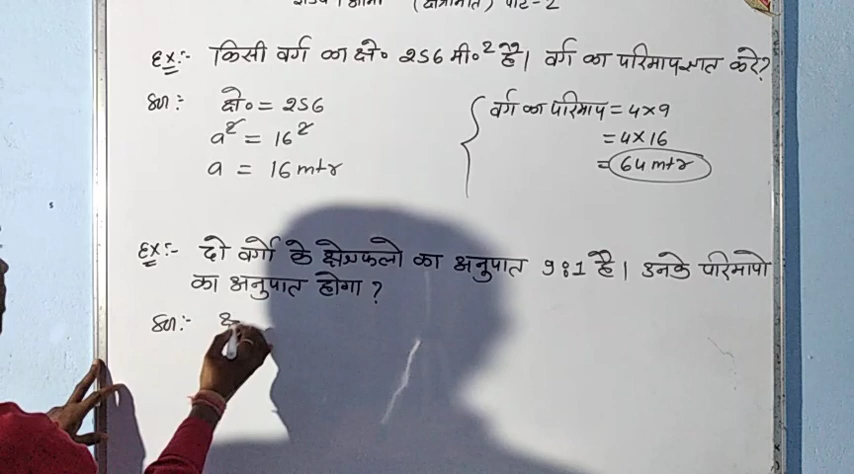 (क्षेत्रमिति) पार्ट-2
Ex:- किसी वर्ग का क्षे० 256 मी०² है। वर्ग का परिमाप ज्ञात करे?
Sol:- क्षे० = 256
a² = 16²
a = 16 mtr
वर्ग का परिमाप = 4×9
= 4×16
= 64 mtr
Ex:- दो वर्गो के क्षेत्रफलो का अनुपात 9:1 है। उनके परिमापो
का अनुपात होगा?
Sol:-